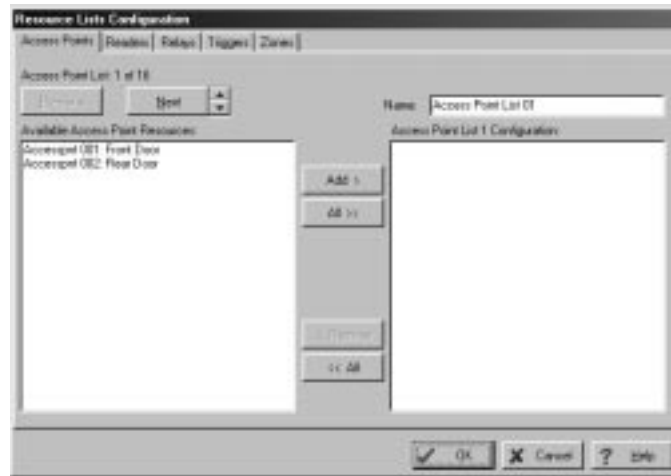 Resource Lists Configuration
Access Points Readers Relays Triggers Zones
Access Point List: 1 of 16
Previous Next
Name: Access Point List 01
Available Access Point Resources: Access Point List 1 Configuration:
Accesspnt 001: Front Door
Accesspnt 002: Rear Door
Add >
All >>
< Remove
<< All
OK Cancel Help